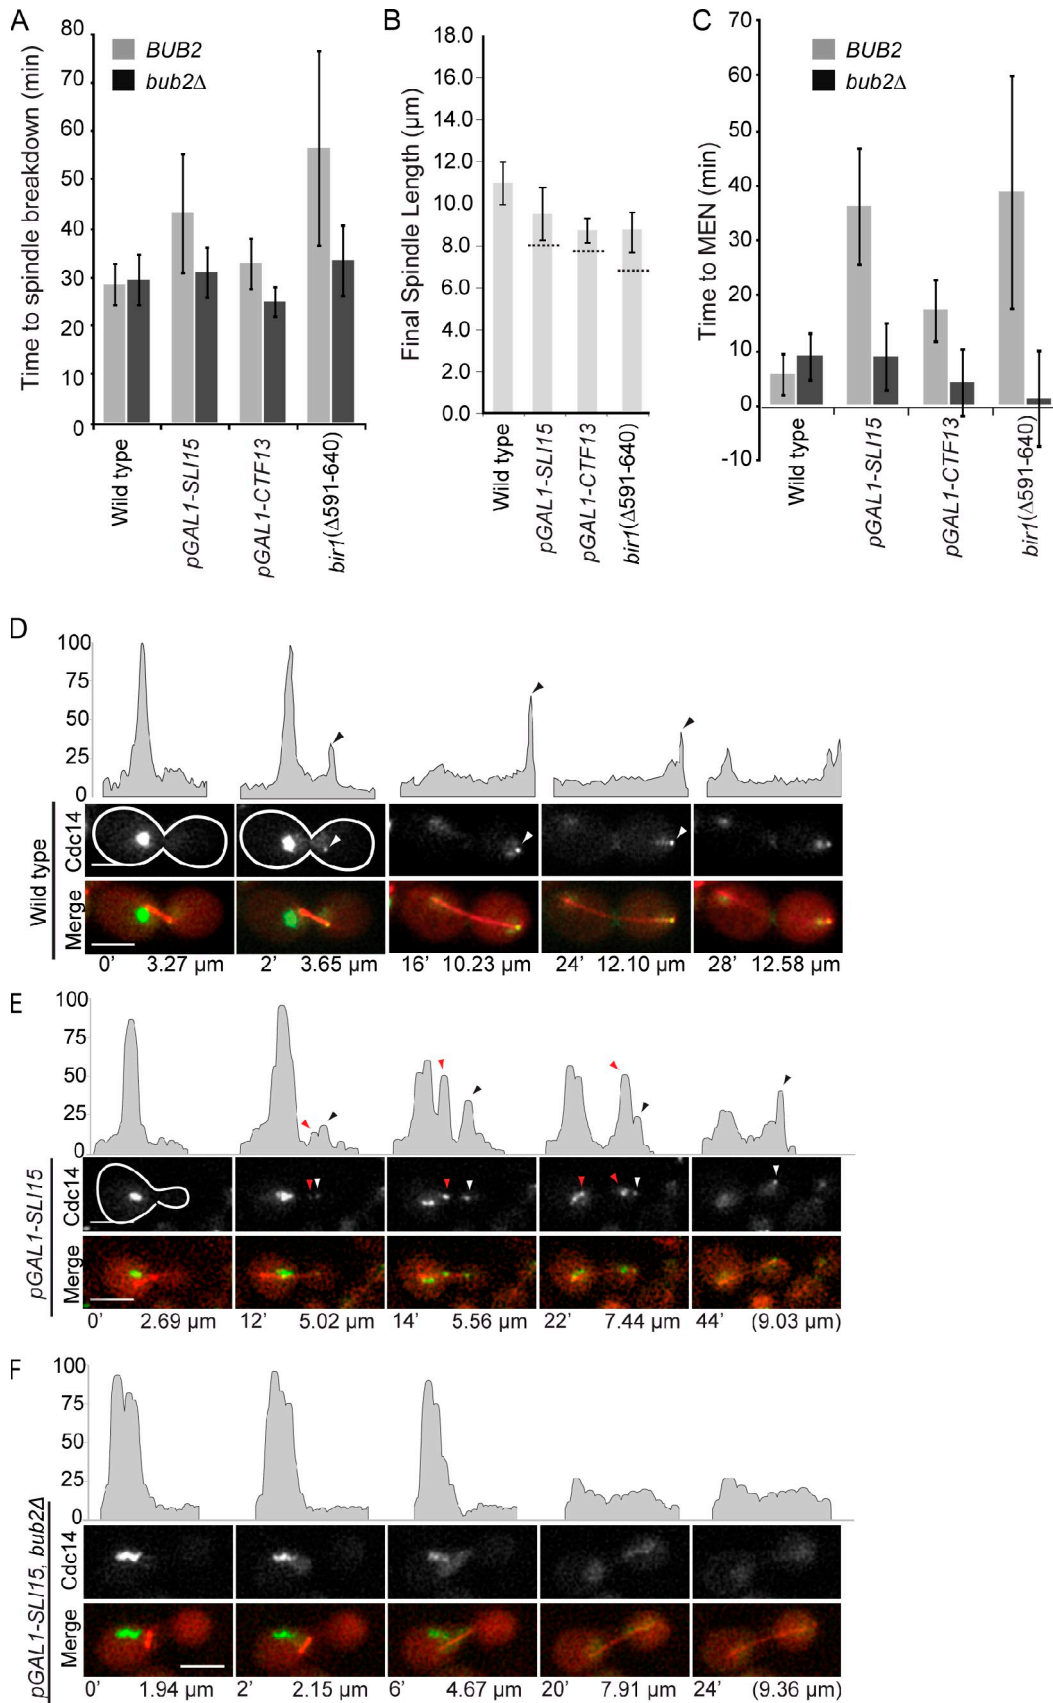 A
Time to spindle breakdown (min)
80
70
60
50
40
30
20
10
0
BUB2
bub2Δ
Wild type
pGAL1-SLI15
pGAL1-CTF13
bir1(Δ591-640)
B
Final Spindle Length (µm)
18.0
16.0
14.0
12.0
10.0
8.0
6.0
4.0
2.0
0.0
Wild type
pGAL1-SLI15
pGAL1-CTF13
bir1(Δ591-640)
C
Time to MEN (min)
70
60
50
40
30
20
10
0
-10
BUB2
bub2Δ
Wild type
pGAL1-SLI15
pGAL1-CTF13
bir1(Δ591-640)
D
100
75
50
25
0
Wild type
Cdc14
Merge
0' 3.27 µm
2' 3.65 µm
16' 10.23 µm
24' 12.10 µm
28' 12.58 µm
E
100
75
50
25
0
pGAL1-SLI15
Cdc14
Merge
0' 2.69 µm
12' 5.02 µm
14' 5.56 µm
22' 7.44 µm
44' (9.03 µm)
F
100
75
50
25
0
pGAL1-SLI15, bub2Δ
Cdc14
Merge
0' 1.94 µm
2' 2.15 µm
6' 4.67 µm
20' 7.91 µm
24' (9.36 µm)